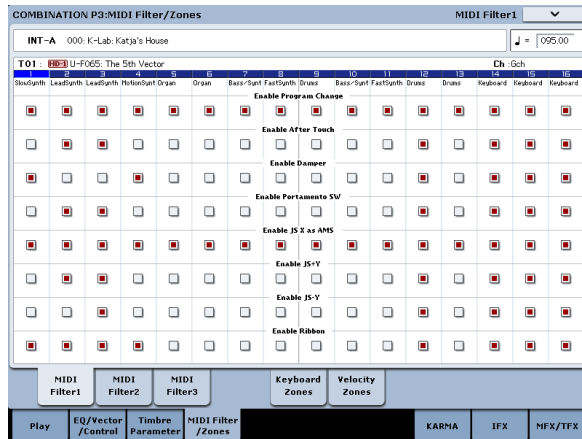 COMBINATION P3:MIDI Filter/Zones MIDI Filter1
INT-A 000: K-Lab: Katja's House ♩ = 095.00
T01 : HD-1 U-F065: The 5th Vector Ch :Gch
1 2 3 4 5 6 7 8 9 10 11 12 13 14 15 16
SlowSynth LeadSynth LeadSynth MotionSynt Organ Organ Bass/Synt FastSynth Drums Bass/Synt FastSynth Drums Drums Keyboard Keyboard Keyboard
Enable Program Change
Enable After Touch
Enable Damper
Enable Portamento SW
Enable JS X as AMS
Enable JS+Y
Enable JS-Y
Enable Ribbon
MIDI Filter1 MIDI Filter2 MIDI Filter3 Keyboard Zones Velocity Zones
Play EQ/Vector /Control Timbre Parameter MIDI Filter /Zones KARMA IFX MFX/TFX